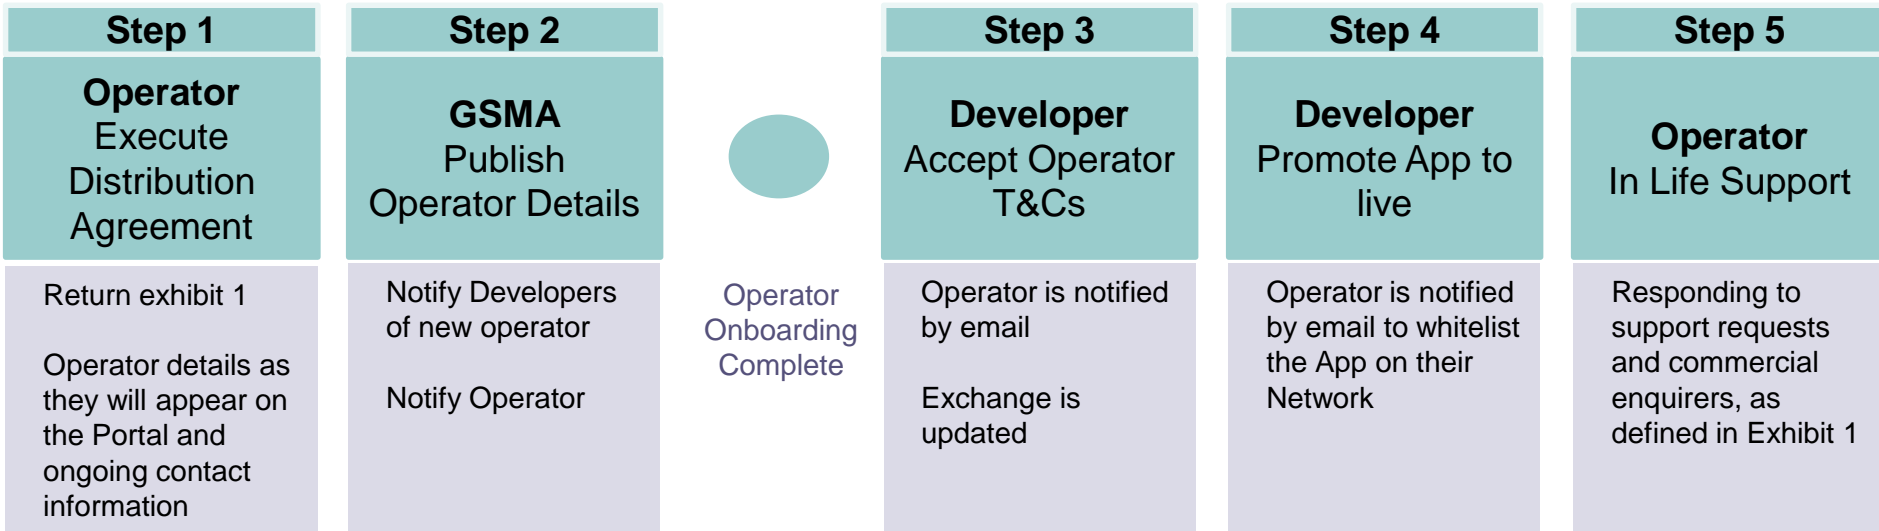 Step 1
Operator
Execute
Distribution
Agreement
Return exhibit 1
Operator details as
they will appear on
the Portal and
ongoing contact
information
Step 2
GSMA
Publish
Operator Details
Notify Developers
of new operator
Notify Operator
Operator
Onboarding
Complete
Step 3
Developer
Accept Operator
T&Cs
Operator is notified
by email
Exchange is
updated
Step 4
Developer
Promote App to
live
Operator is notified
by email to whitelist
the App on their
Network
Step 5
Operator
In Life Support
Responding to
support requests
and commercial
enquirers, as
defined in Exhibit 1